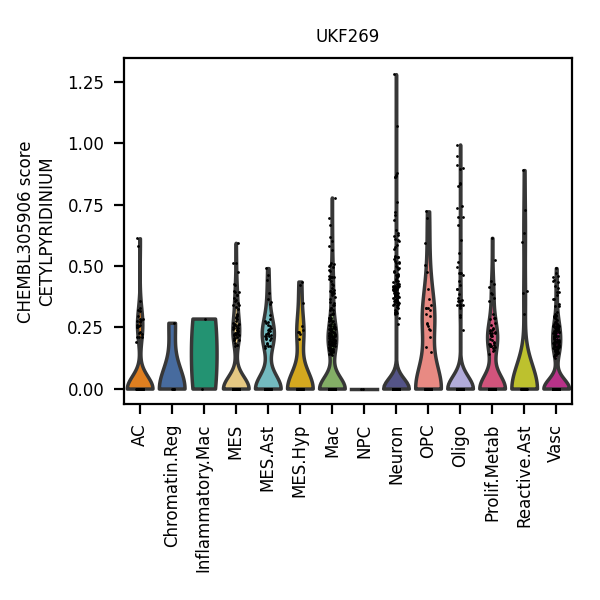 UKF269
CHEMBL305906 score
CETYLPYRIDINIUM
1.25
1.00
0.75
0.50
0.25
0.00
AC
Chromatin.Reg
Inflammatory.Mac
MES
MES.Ast
MES.Hyp
Mac
NPC
Neuron
OPC
Oligo
Prolif.Metab
Reactive.Ast
Vasc